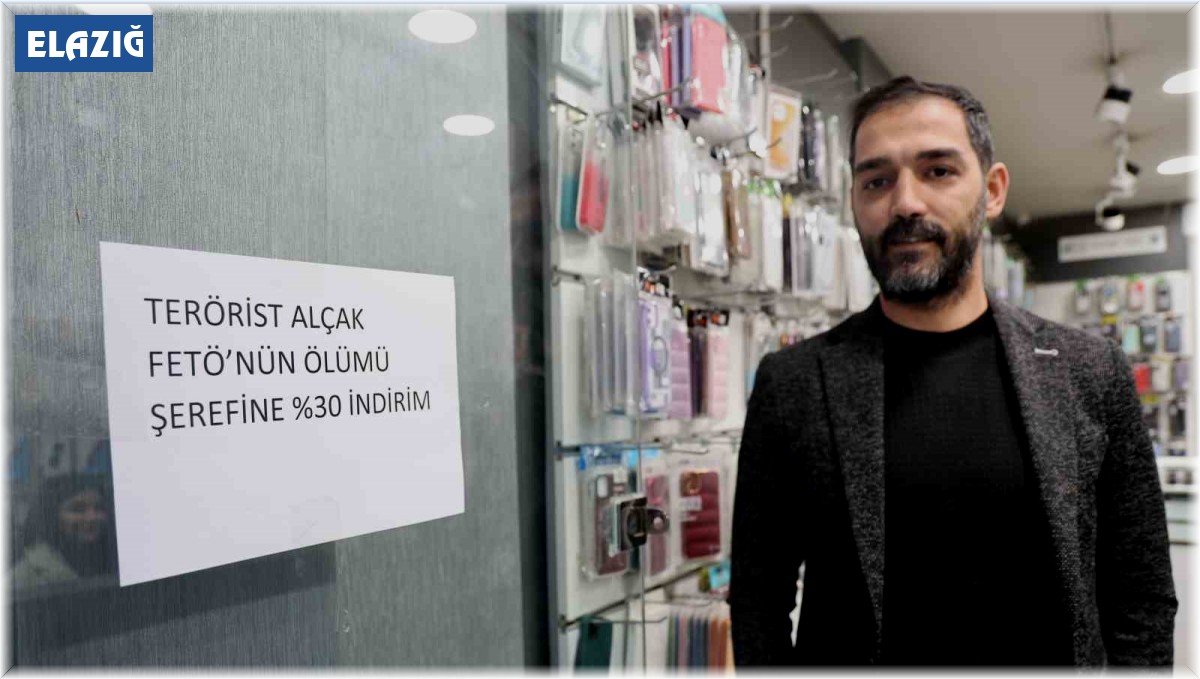 ELAZIĞ
TERÖRİST ALÇAK
FETÖ'NÜN ÖLÜMÜ
ŞEREFİNE %30 İNDİRİM